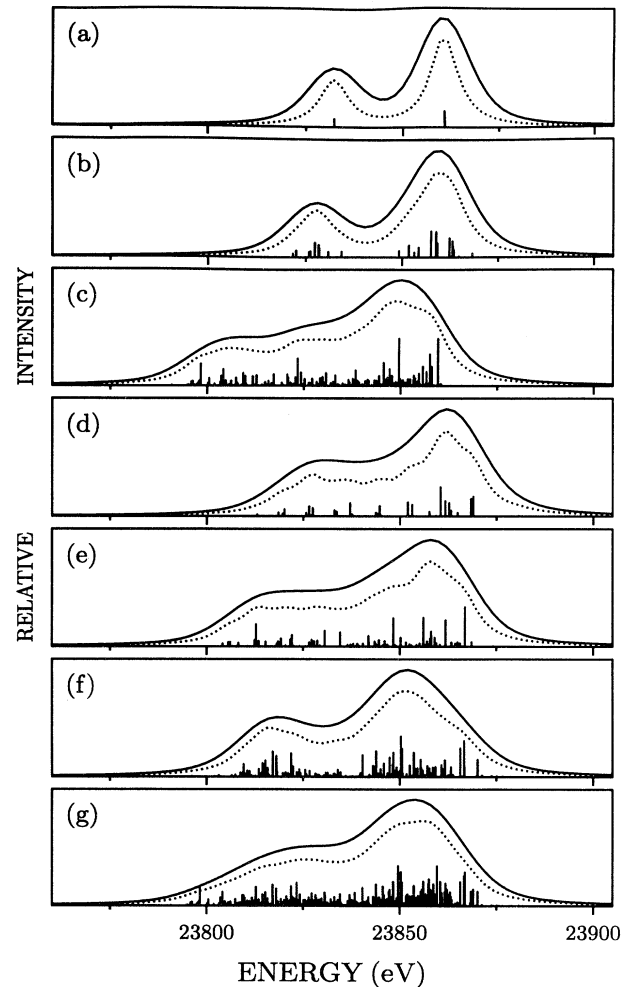 (a)
(b)
(c)
(d)
(e)
(f)
(g)
RELATIVE INTENSITY
23800 23850 23900
ENERGY (eV)